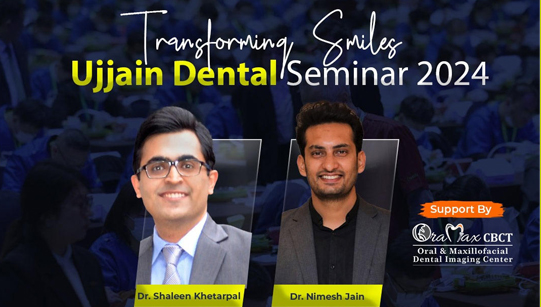 Transforming Smiles
Ujjain Dental Seminar 2024
Support By
OraMax CBCT
Oral & Maxillofacial
Dental Imaging Center
Dr. Shaleen Khetarpal
Dr. Nimesh Jain